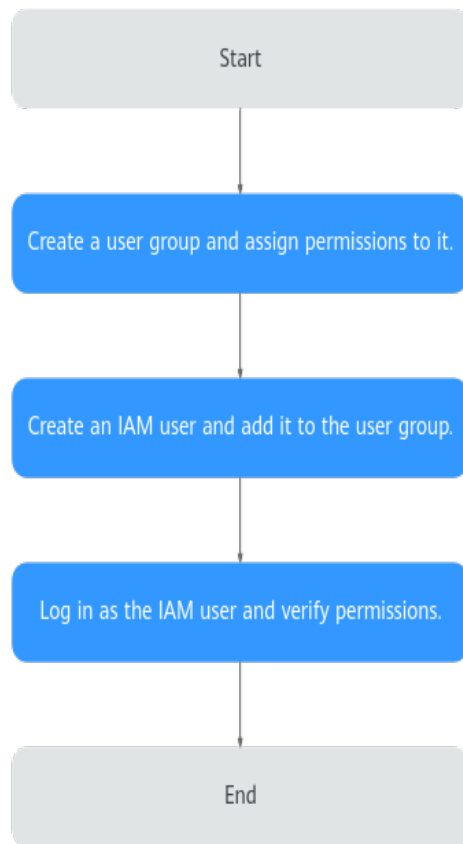 Start
Create a user group and assign permissions to it.
Create an IAM user and add it to the user group.
Log in as the IAM user and verify permissions.
End